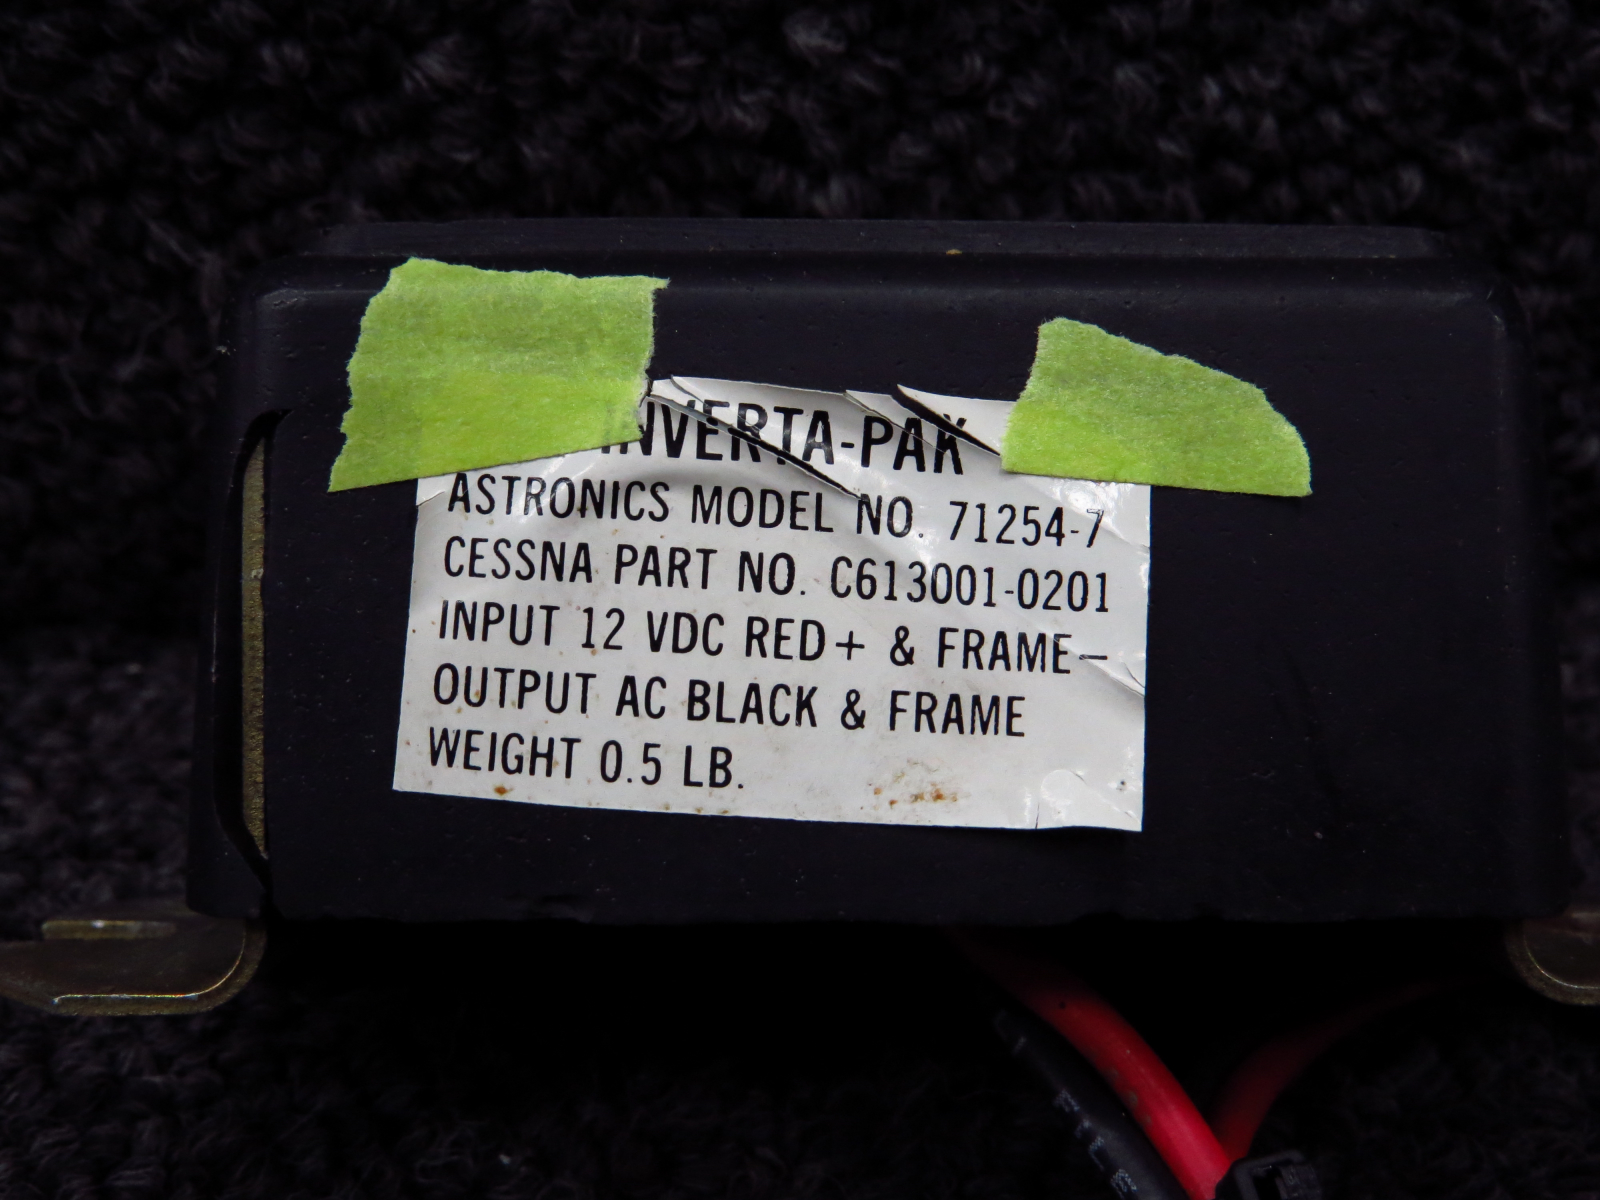 INVERTA-PAK
ASTRONICS MODEL NO. 71254-7
CESSNA PART NO. C613001-0201
INPUT 12 VDC RED+ & FRAME-
OUTPUT AC BLACK & FRAME
WEIGHT 0.5 LB.